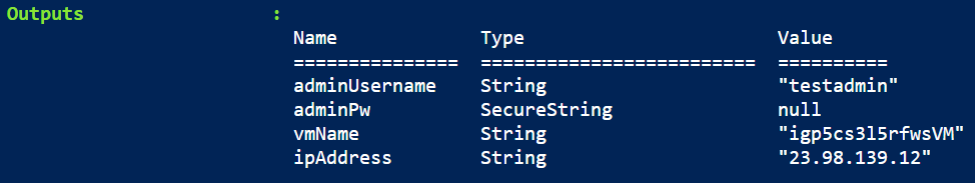 Outputs :
Name Type Value
=============== ========================= ==========
adminUsername String "testadmin"
adminPw SecureString null
vmName String "igp5cs3l5rfwsVM"
ipAddress String "23.98.139.12"